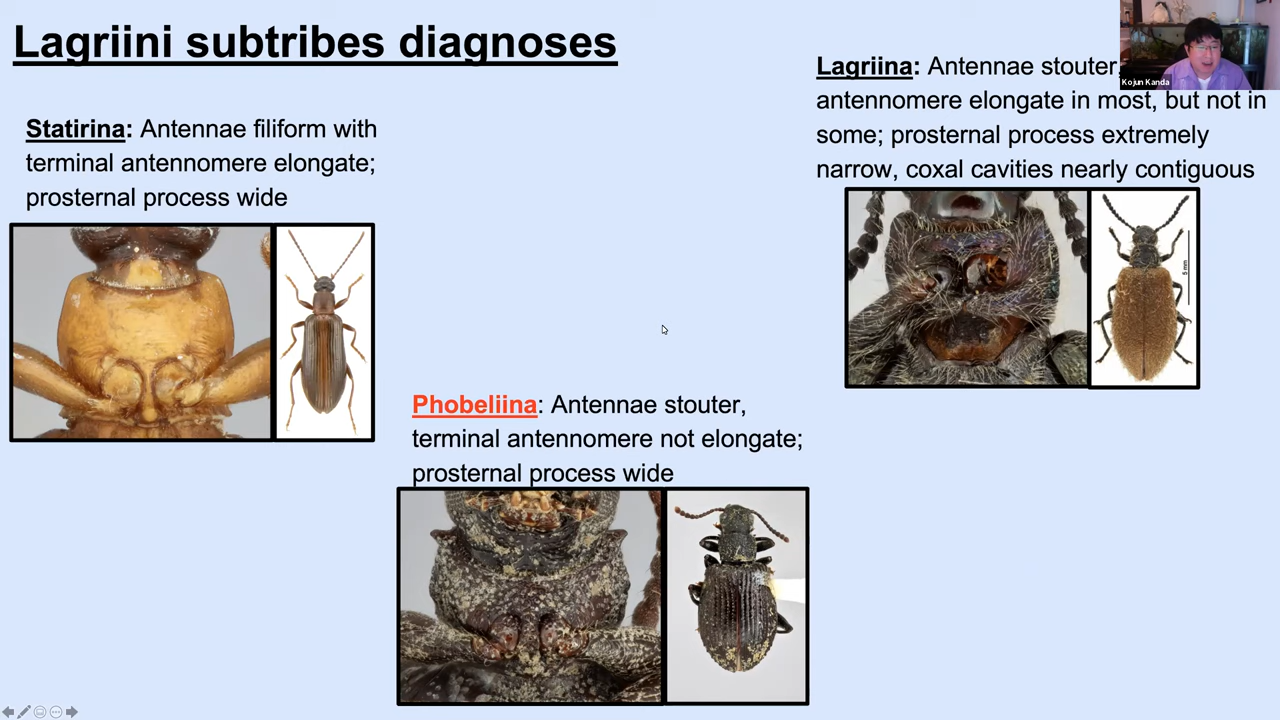 Lagriini subtribes diagnoses
Statirina: Antennae filiform with
terminal antennomere elongate;
prosternal process wide
Phobeliina: Antennae stouter,
terminal antennomere not elongate;
prosternal process wide
Lagriina: Antennae stouter,
antennomere elongate in most, but not in
some; prosternal process extremely
narrow, coxal cavities nearly contiguous
5 mm
Kojun Kanda